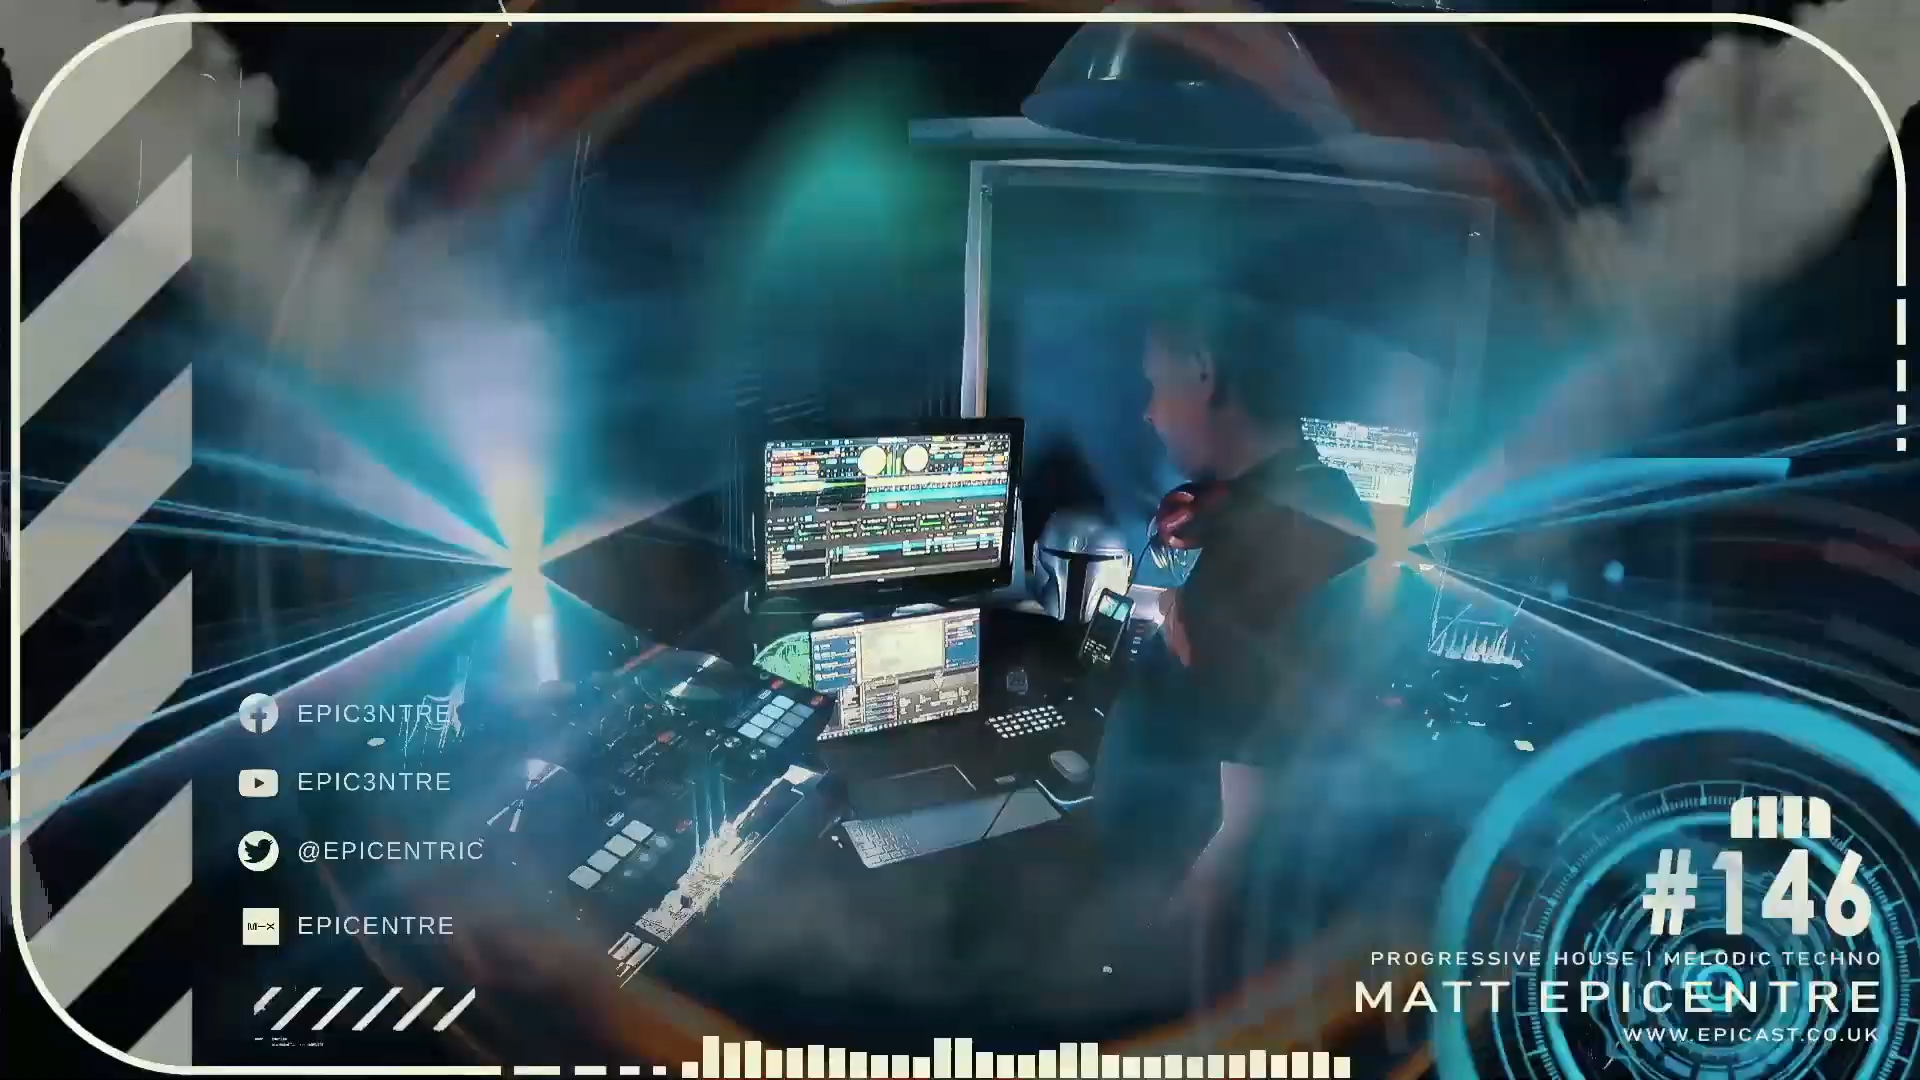 EPIC3NTRE
EPIC3NTRE
@EPICENTRIC
M-X EPICENTRE
#146
PROGRESSIVE HOUSE | MELODIC TECHNO
MATT EPICENTRE
WWW.EPICAST.CO.UK